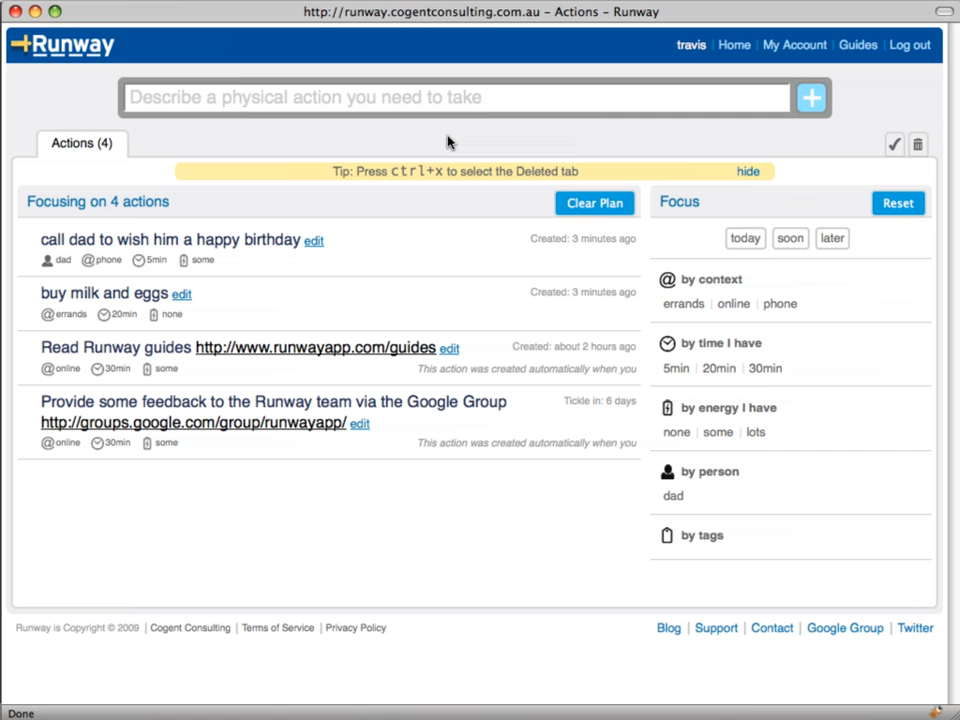 http://runway.cogentconsulting.com.au – Actions – Runway
Runway
travis | Home | My Account | Guides | Log out
Describe a physical action you need to take
Actions (4)
Tip: Press ctrl+x to select the Deleted tab hide
Focusing on 4 actions Clear Plan
call dad to wish him a happy birthday edit Created: 3 minutes ago
dad @phone 5min some
buy milk and eggs edit Created: 3 minutes ago
@errands 20min none
Read Runway guides http://www.runwayapp.com/guides edit Created: about 2 hours ago
@online 30min some This action was created automatically when you
Provide some feedback to the Runway team via the Google Group Tickle in: 6 days
http://groups.google.com/group/runwayapp/ edit
@online 30min some This action was created automatically when you
Focus Reset
today soon later
@ by context
errands | online | phone
by time I have
5min | 20min | 30min
by energy I have
none | some | lots
by person
dad
by tags
Runway is Copyright © 2009 | Cogent Consulting | Terms of Service | Privacy Policy
Blog | Support | Contact | Google Group | Twitter
Done